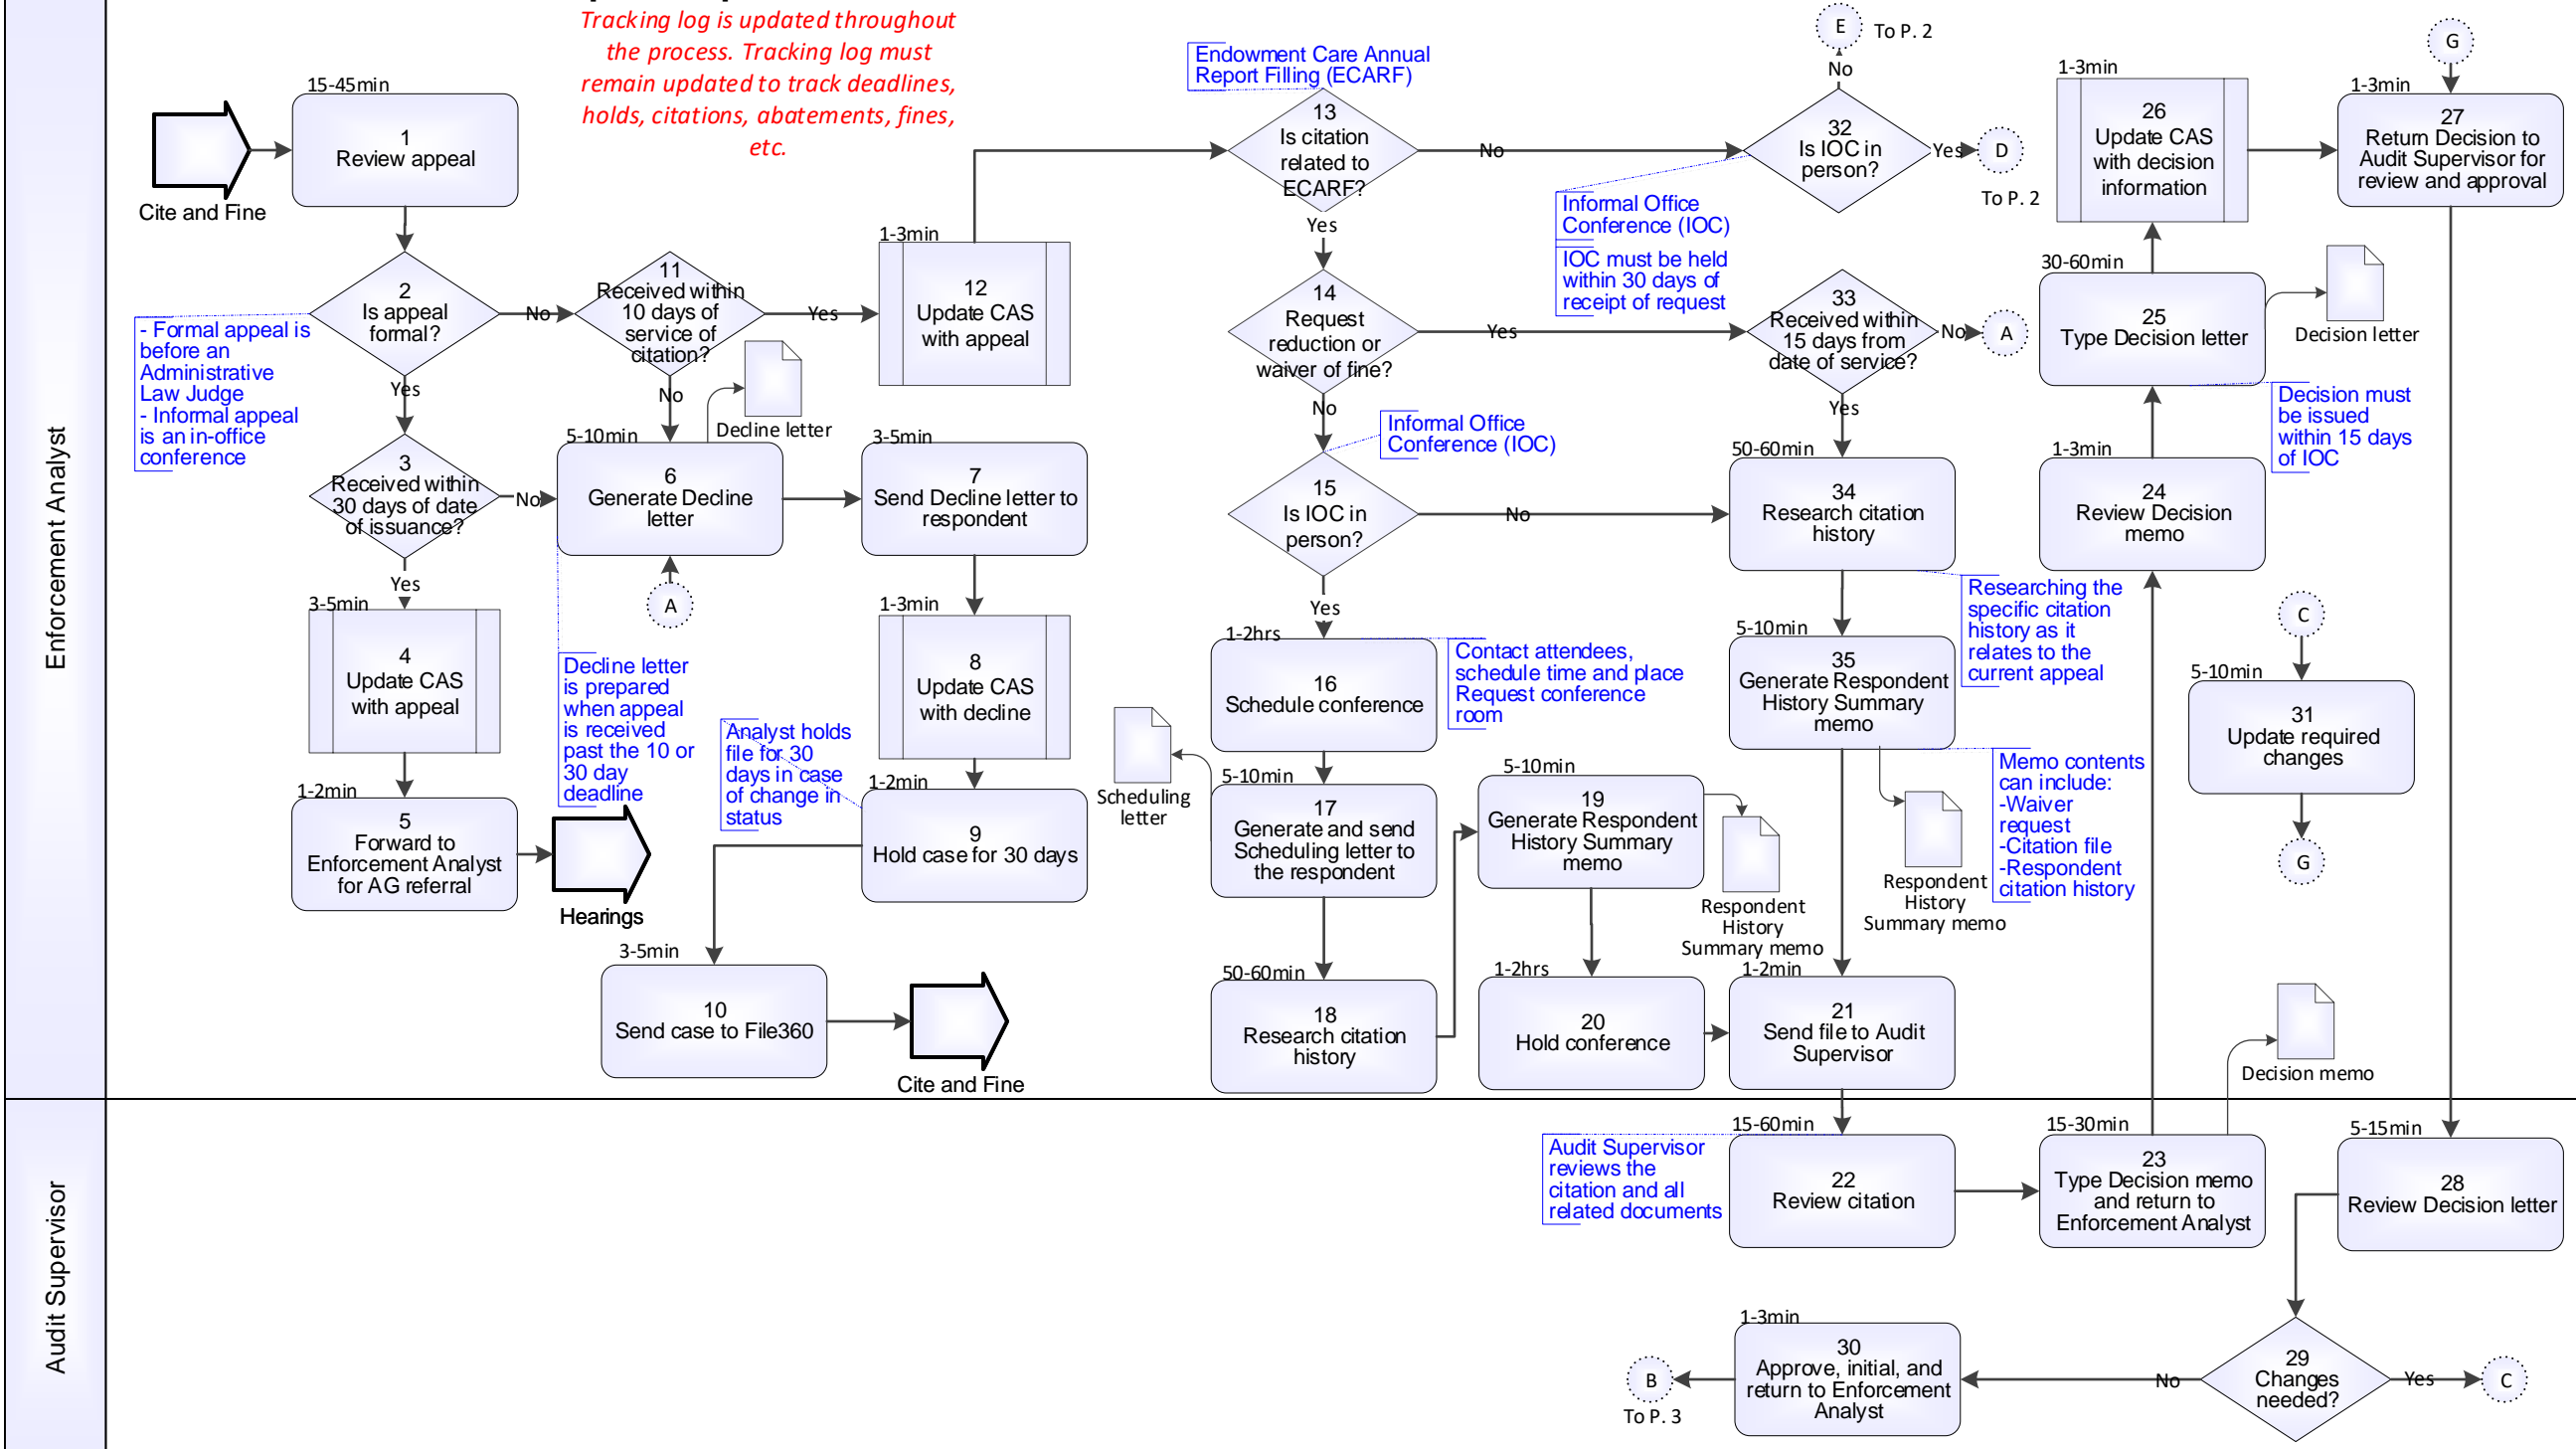 Enforcement Analyst
Audit Supervisor
Tracking log is updated throughout
the process. Tracking log must
remain updated to track deadlines,
holds, citations, abatements, fines,
etc.
Cite and Fine
15-45min
1
Review appeal
2
Is appeal
formal?
- Formal appeal is
before an
Administrative
Law Judge
- Informal appeal
is an in-office
conference
No
Yes
3
Received within
30 days of date
of issuance?
No
Yes
3-5min
4
Update CAS
with appeal
1-2min
5
Forward to
Enforcement Analyst
for AG referral
Hearings
11
Received within
10 days of
service of
citation?
Yes
No
Decline letter
5-10min
6
Generate Decline
letter
A
Decline letter
is prepared
when appeal
is received
past the 10 or
30 day
deadline
3-5min
7
Send Decline letter to
respondent
1-3min
8
Update CAS
with decline
Analyst holds
file for 30
days in case
of change in
status
1-2min
9
Hold case for 30 days
3-5min
10
Send case to File360
Cite and Fine
1-3min
12
Update CAS
with appeal
Endowment Care Annual
Report Filling (ECARF)
13
Is citation
related to
ECARF?
No
Yes
14
Request
reduction or
waiver of fine?
Yes
No
Informal Office
Conference (IOC)
15
Is IOC in
person?
No
Yes
1-2hrs
16
Schedule conference
Contact attendees,
schedule time and place
Request conference
room
Scheduling
letter
5-10min
17
Generate and send
Scheduling letter to
the respondent
50-60min
18
Research citation
history
5-10min
19
Generate Respondent
History Summary
memo
Respondent
History
Summary memo
1-2hrs
20
Hold conference
E
To P. 2
No
32
Is IOC in
person?
Yes
D
To P. 2
Informal Office
Conference (IOC)
IOC must be held
within 30 days of
receipt of request
33
Received within
15 days from
date of service?
No
A
Yes
50-60min
34
Research citation
history
Researching the
specific citation
history as it
relates to the
current appeal
5-10min
35
Generate Respondent
History Summary
memo
Memo contents
can include:
-Waiver
request
-Citation file
-Respondent
citation history
Respondent
History
Summary memo
1-2min
21
Send file to Audit
Supervisor
15-60min
22
Review citation
Audit Supervisor
reviews the
citation and all
related documents
15-30min
23
Type Decision memo
and return to
Enforcement Analyst
Decision memo
1-3min
24
Review Decision
memo
30-60min
25
Type Decision letter
Decision letter
Decision must
be issued
within 15 days
of IOC
1-3min
26
Update CAS
with decision
information
G
1-3min
27
Return Decision to
Audit Supervisor for
review and approval
C
5-10min
31
Update required
changes
G
5-15min
28
Review Decision letter
29
Changes
needed?
Yes
C
No
1-3min
30
Approve, initial, and
return to Enforcement
Analyst
B
To P. 3